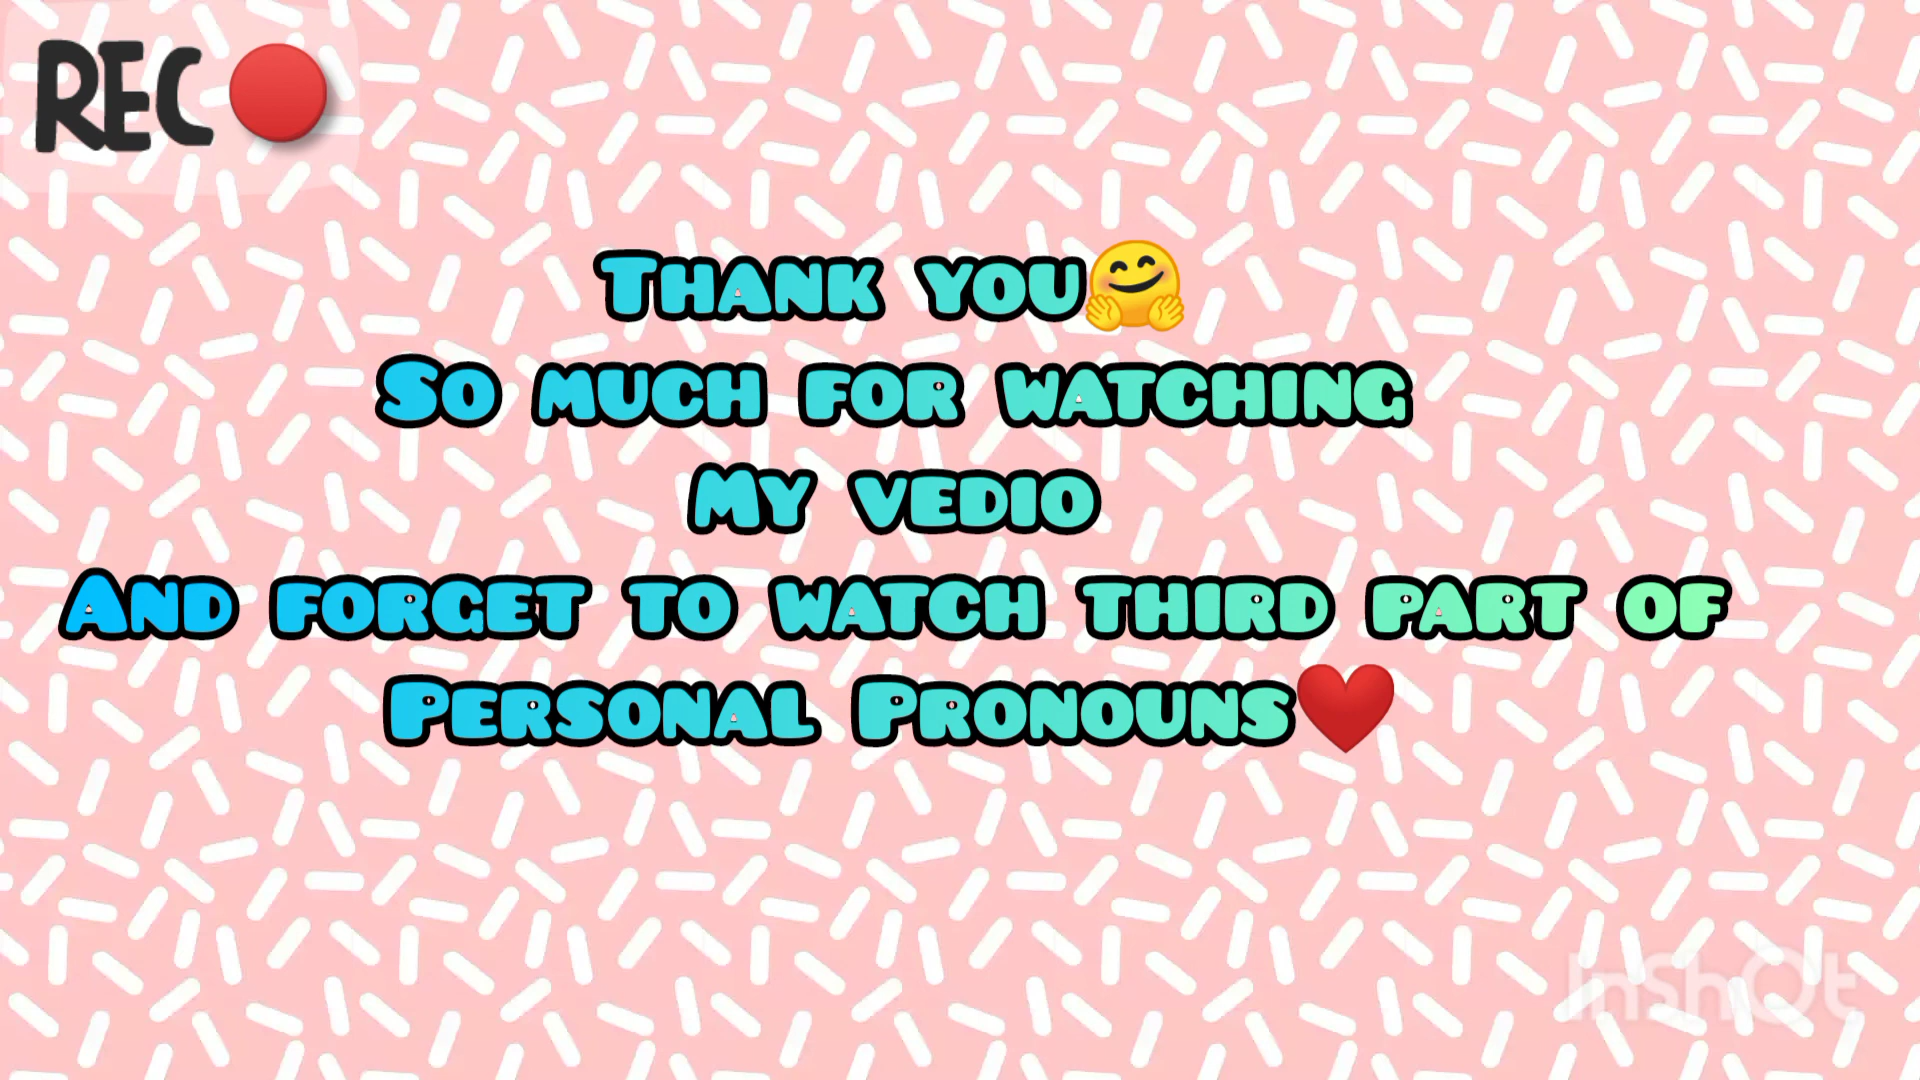 REC
Thank you🤗
So much for watching
My vedio
And forget to watch third part of
Personal Pronouns❤️
InShOt